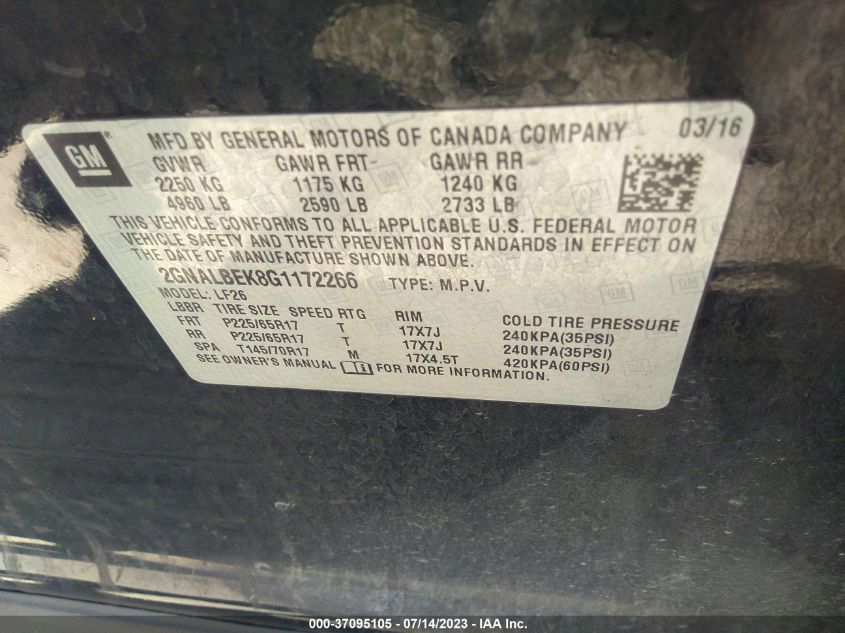 GM MFD BY GENERAL MOTORS OF CANADA COMPANY 03/16
GVWR GAWR FRT GAWR RR
2250 KG 1175 KG 1240 KG
4960 LB 2590 LB 2733 LB
THIS VEHICLE CONFORMS TO ALL APPLICABLE U.S. FEDERAL MOTOR
VEHICLE SAFETY AND THEFT PREVENTION STANDARDS IN EFFECT ON
THE DATE OF MANUFACTURE SHOWN ABOVE.
2GNALBEK8G1172266 TYPE: M.P.V.
MODEL: LF26
LBBR TIRE SIZE SPEED RTG RIM COLD TIRE PRESSURE
FRT P225/65R17 T 17X7J 240KPA(35PSI)
RR P225/65R17 T 17X7J 240KPA(35PSI)
SPA T145/70R17 M 17X4.5T 420KPA(60PSI)
SEE OWNER'S MANUAL FOR MORE INFORMATION.
000-37095105 - 07/14/2023 - IAA Inc.